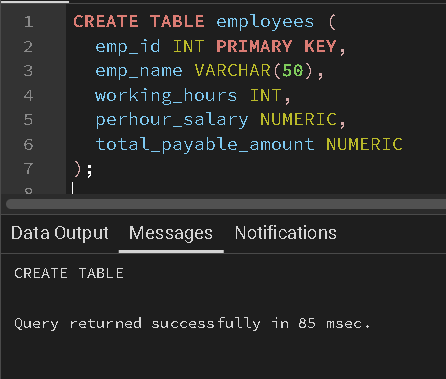 1 CREATE TABLE employees (
2 emp_id INT PRIMARY KEY,
3 emp_name VARCHAR(50),
4 working_hours INT,
5 perhour_salary NUMERIC,
6 total_payable_amount NUMERIC
7 );
8
Data Output Messages Notifications
CREATE TABLE
Query returned successfully in 85 msec.